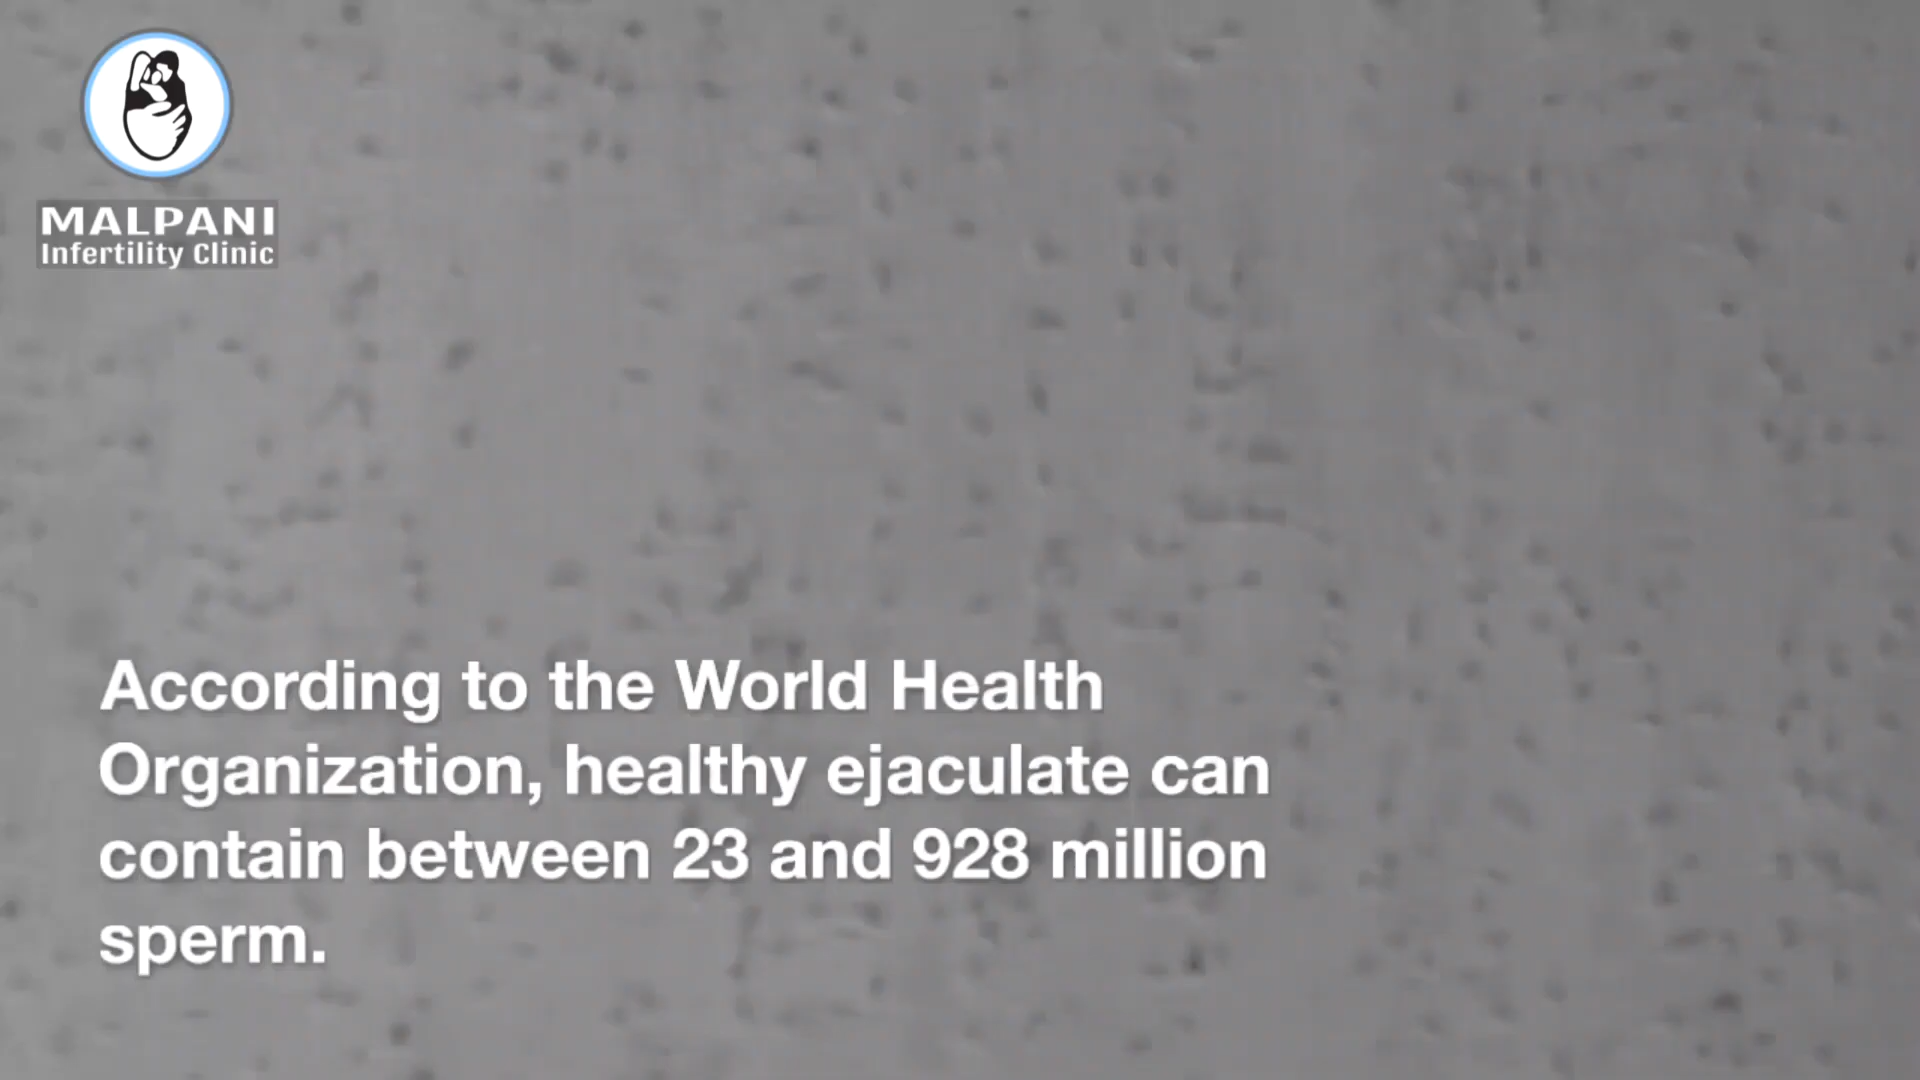 MALPANI
Infertility Clinic
According to the World Health
Organization, healthy ejaculate can
contain between 23 and 928 million
sperm.